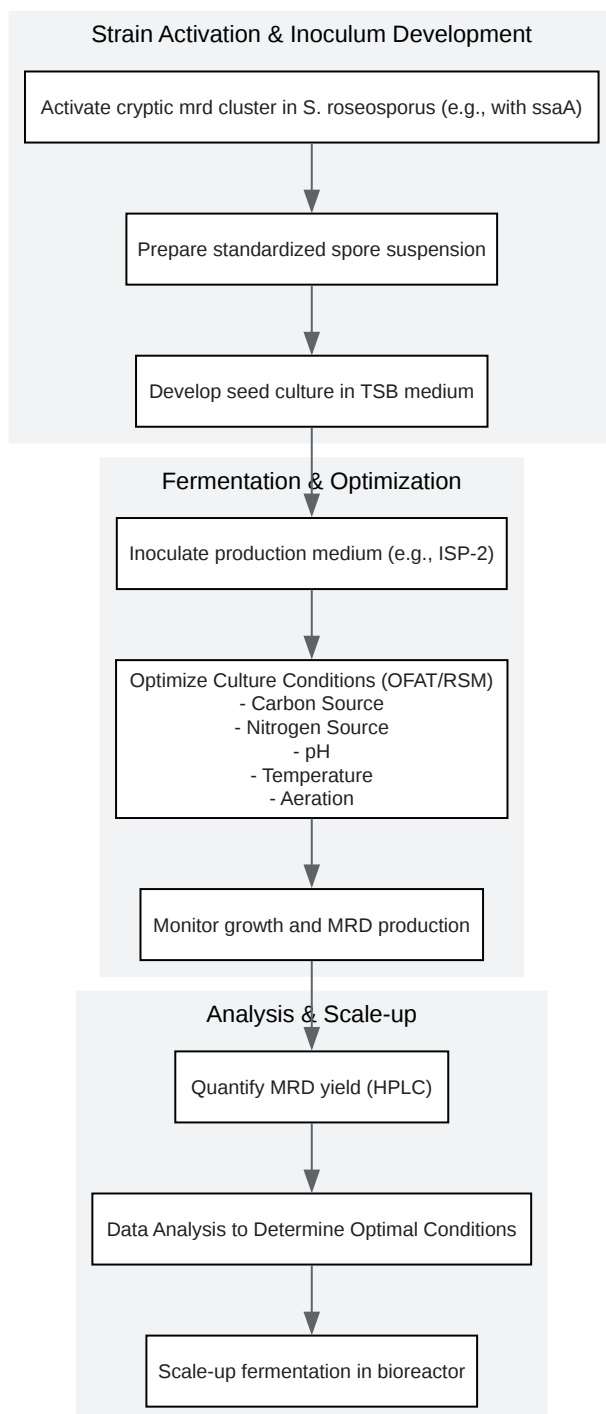 Strain Activation & Inoculum Development
Activate cryptic mrd cluster in S. roseosporus (e.g., with ssaA)
Prepare standardized spore suspension
Develop seed culture in TSB medium
Fermentation & Optimization
Inoculate production medium (e.g., ISP-2)
Optimize Culture Conditions (OFAT/RSM)
- Carbon Source
- Nitrogen Source
- pH
- Temperature
- Aeration
Monitor growth and MRD production
Analysis & Scale-up
Quantify MRD yield (HPLC)
Data Analysis to Determine Optimal Conditions
Scale-up fermentation in bioreactor